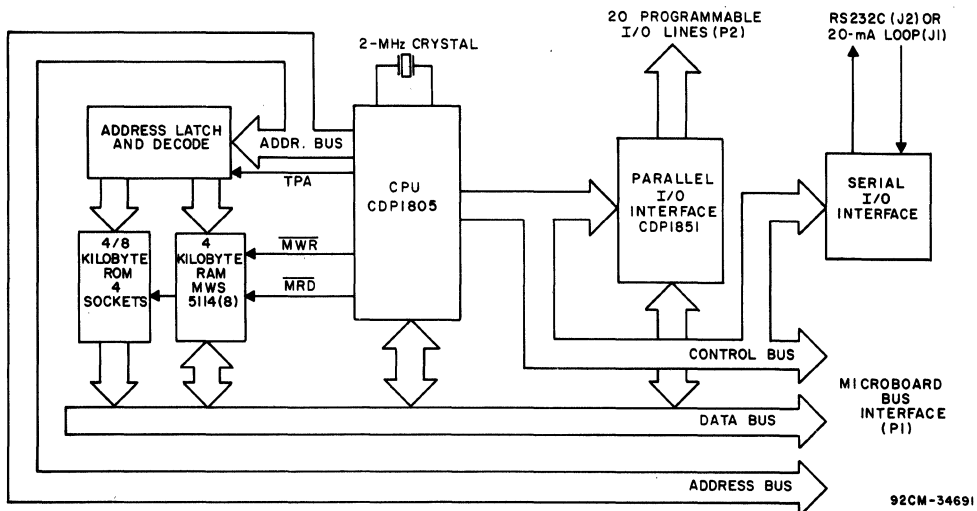 20 PROGRAMMABLE
I/O LINES (P2)
RS232C (J2) OR
20-mA LOOP (J1)
2-MHz CRYSTAL
ADDRESS LATCH
AND DECODE
ADDR. BUS
TPA
CPU
CDP1805
PARALLEL
I/O
INTERFACE
CDP1851
SERIAL
I/O
INTERFACE
4/8
KILOBYTE
ROM
4
SOCKETS
4
KILOBYTE
RAM
MWS
5114(8)
MWR
MRD
CONTROL BUS
DATA BUS
MICROBOARD
BUS
INTERFACE
(P1)
ADDRESS BUS
92CM-34691